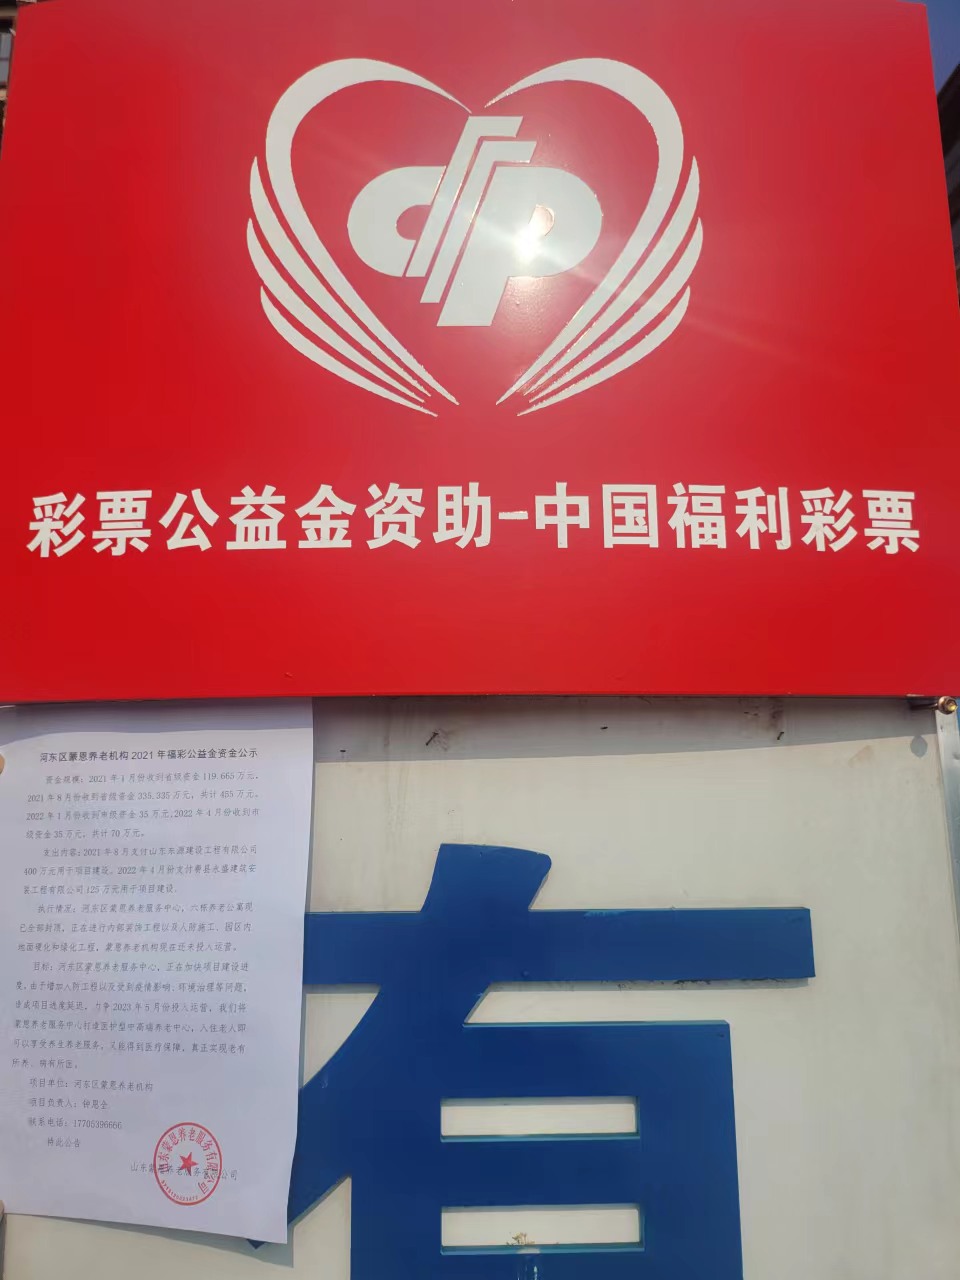 彩票公益金资助-中国福利彩票
河东区蒙恩养老机构2021年福彩公益金资金公示
资金规模：2021年1月份收到省级资金119.665万元，
2021年8月份收到省级资金335.335万元，共计455万元。
2022年1月份收到市级资金35万元,2022年4月份收到市
级资金35万元，共计70万元。
支出内容：2021年8月支付山东东源建设工程有限公司
400万元用于项目建设。2022年4月份支付费县永盛建筑安
装工程有限公司125万元用于项目建设。
执行情况：河东区蒙恩养老服务中心，六栋养老公寓现
已全部封顶，正在进行内部装饰工程以及人防施工、园区内
地面硬化和绿化工程，蒙恩养老机构现在还未投入运营。
目标：河东区蒙恩养老服务中心，正在加快项目建设进
度，由于增加人防工程以及受到疫情影响、环境治理等问题，
造成项目进度延迟，力争2023年5月份投入运营，我们将
蒙恩养老服务中心打造医护型中高端养老中心，入住老人即
可以享受养生养老服务，又能得到医疗保障，真正实现老有
所养、病有所医。
项目单位：河东区蒙恩养老机构
项目负责人：钟恩全
联系电话：17705396666
特此公告
山东蒙恩养老服务有限公司
有